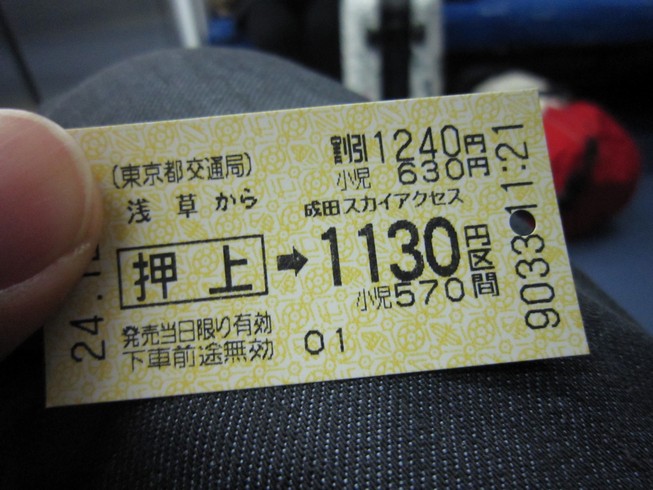 (東京都交通局)
割引1240円
小児 630円
浅草から
成田スカイアクセス
押上➡1130円区間
小児570
発売当日限り有効
下車前途無効
01
24.
9033 11:21